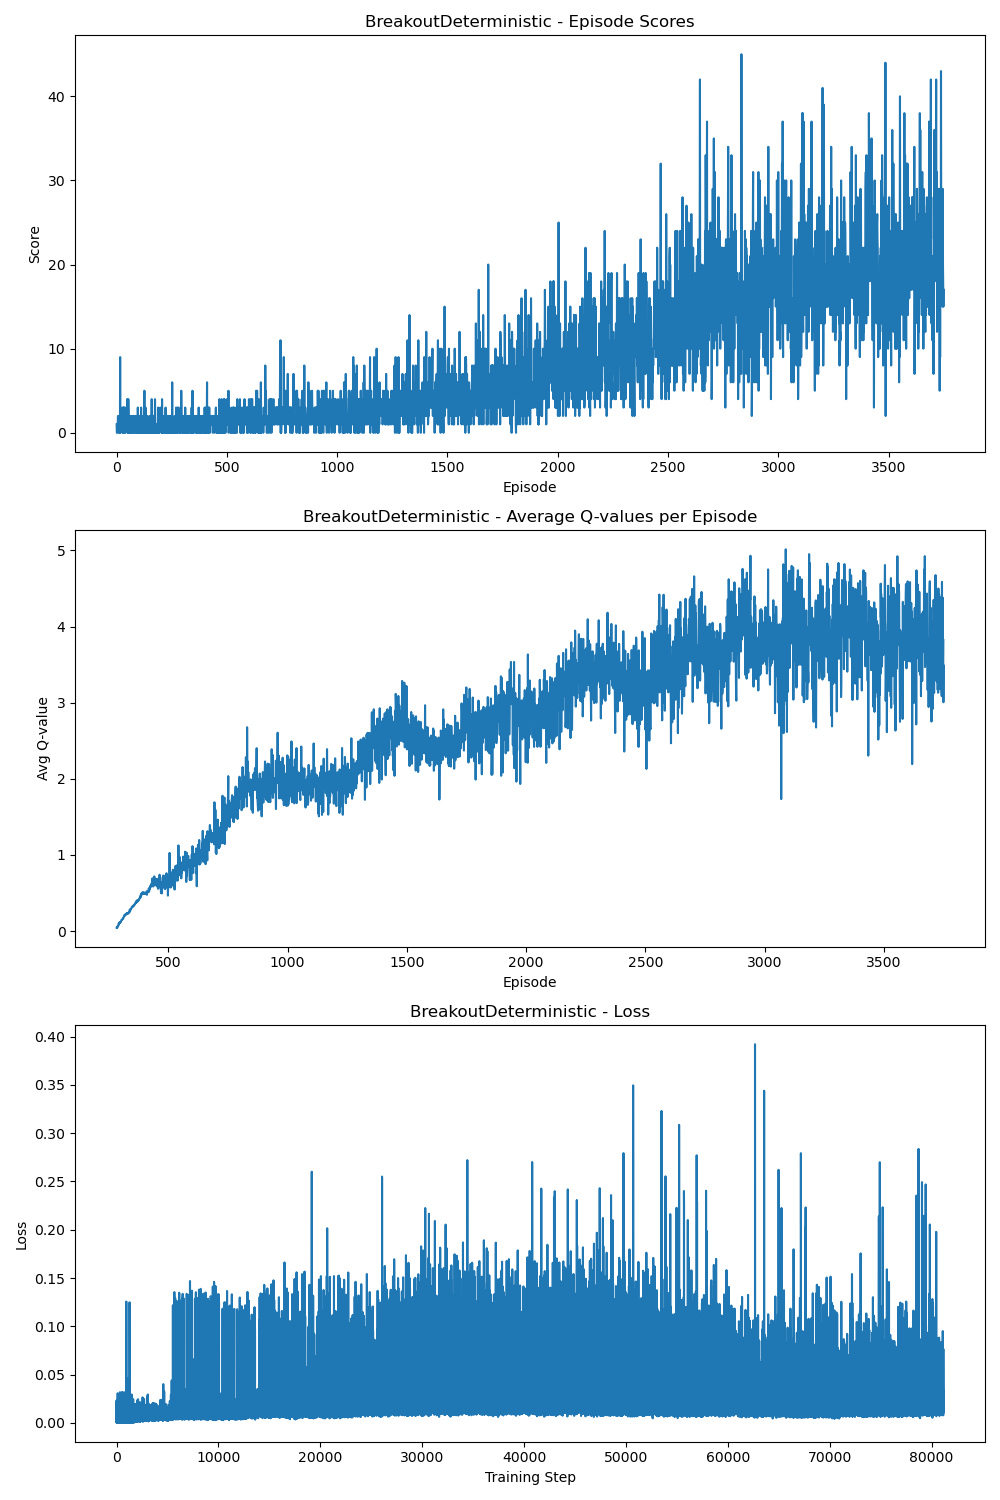 BreakoutDeterministic - Episode Scores
40
30
20
10
0
Score
0 500 1000 1500 2000 2500 3000 3500
Episode
BreakoutDeterministic - Average Q-values per Episode
5
4
3
2
1
0
Avg Q-value
500 1000 1500 2000 2500 3000 3500
Episode
BreakoutDeterministic - Loss
0.40
0.35
0.30
0.25
0.20
0.15
0.10
0.05
0.00
Loss
0 10000 20000 30000 40000 50000 60000 70000 80000
Training Step